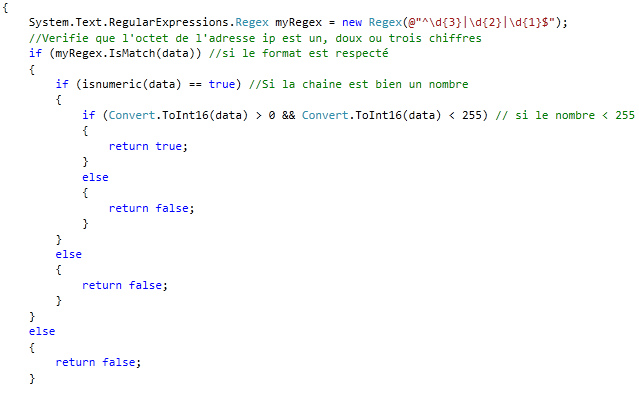 {
System.Text.RegularExpressions.Regex myRegex = new Regex(@"^\d{3}|\d{2}|\d{1}$");
//Verifie que l'octet de l'adresse ip est un, doux ou trois chiffres
if (myRegex.IsMatch(data)) //si le format est respecté
{
if (isnumeric(data) == true) //Si la chaine est bien un nombre
{
if (Convert.ToInt16(data) > 0 && Convert.ToInt16(data) < 255) // si le nombre < 255
{
return true;
}
else
{
return false;
}
}
else
{
return false;
}
}
else
{
return false;
}